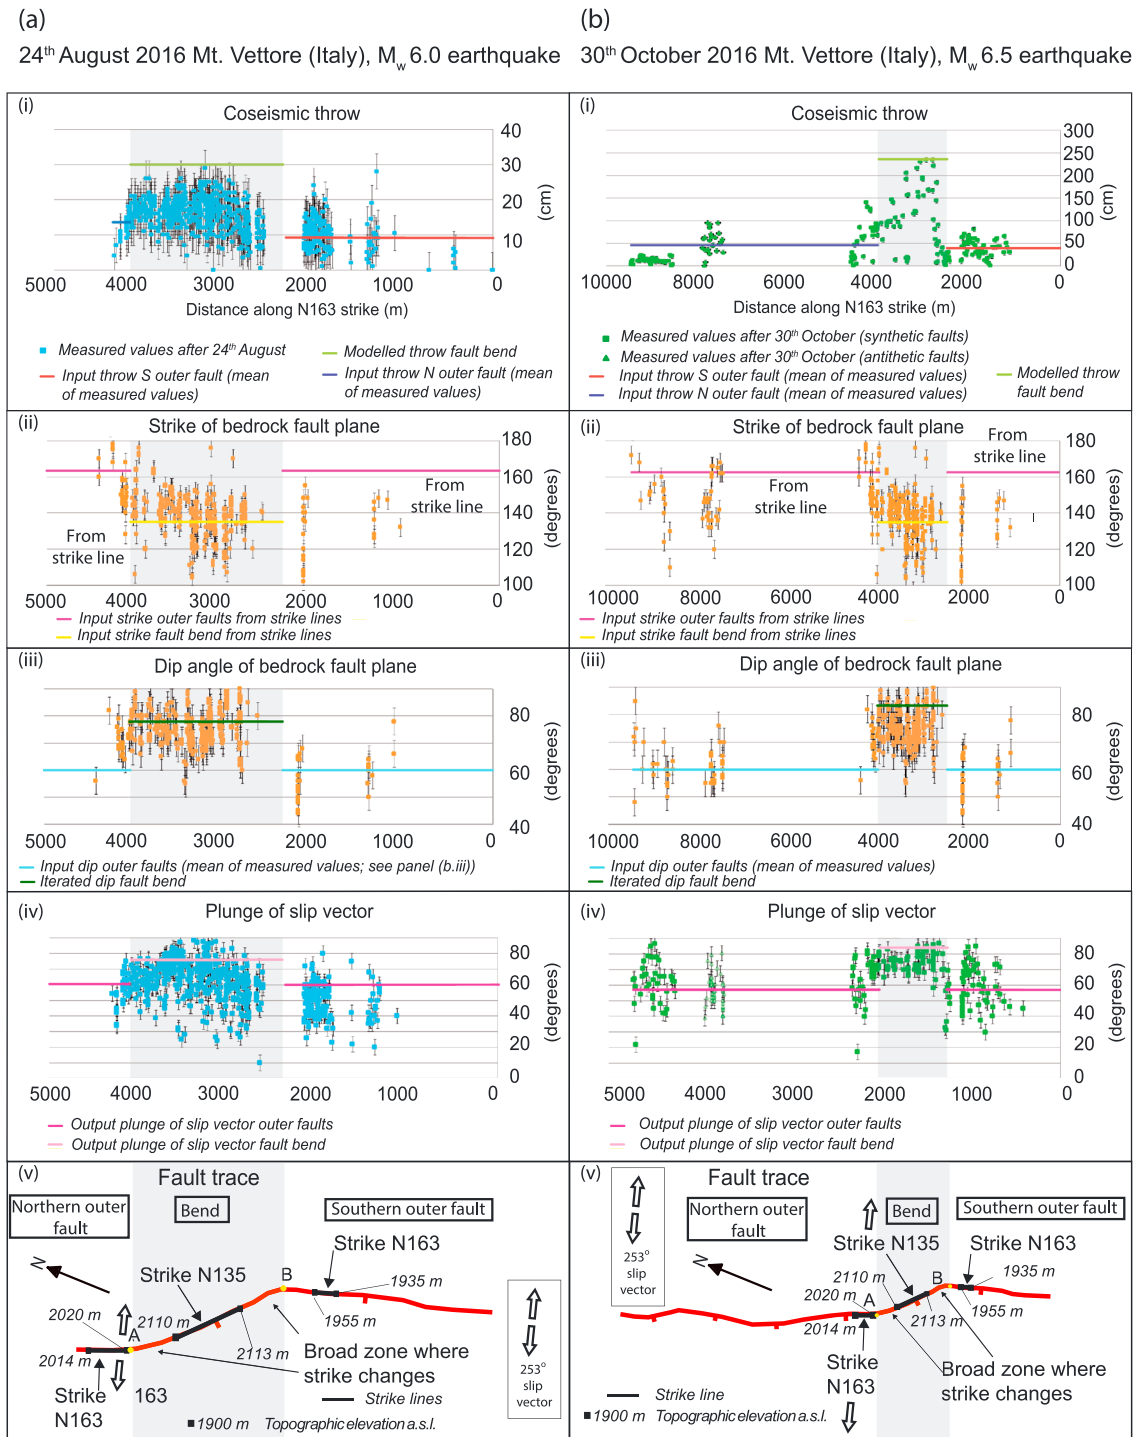 (a)
24th August 2016 Mt. Vettore (Italy), Mw 6.0 earthquake
(i)
Coseismic throw
40
30
20
10
0
(cm)
5000 4000 3000 2000 1000 0
Distance along N163 strike (m)
Measured values after 24th August
Modelled throw fault bend
Input throw S outer fault (mean of measured values)
Input throw N outer fault (mean of measured values)
(ii)
Strike of bedrock fault plane
180
160
140
120
100
(degrees)
From strike line
From strike line
5000 4000 3000 2000 1000
Input strike outer faults from strike lines
Input strike fault bend from strike lines
(iii)
Dip angle of bedrock fault plane
80
60
40
(degrees)
5000 4000 3000 2000 1000 0
Input dip outer faults (mean of measured values; see panel (b.iii))
Iterated dip fault bend
(iv)
Plunge of slip vector
80
60
40
20
0
(degrees)
5000 4000 3000 2000 1000
Output plunge of slip vector outer faults
Output plunge of slip vector fault bend
(v)
Fault trace
Northern outer fault
Bend
Southern outer fault
N
Strike N163
Strike N135
B
1935 m
2020 m
A
2110 m
1955 m
2014 m
2113 m
Broad zone where strike changes
Strike N163
163
253° slip vector
Strike lines
1900 m Topographic elevation a.s.l.
(b)
30th October 2016 Mt. Vettore (Italy), Mw 6.5 earthquake
(i)
Coseismic throw
300
250
200
150
100
50
0
(cm)
10000 8000 6000 4000 2000 0
Distance along N163 strike (m)
Measured values after 30th October (synthetic faults)
Measured values after 30th October (antithetic faults)
Input throw S outer fault (mean of measured values)
Input throw N outer fault (mean of measured values)
Modelled throw fault bend
(ii)
Strike of bedrock fault plane
From strike line
180
160
140
120
100
(degrees)
From strike line
10000 8000 6000 4000 2000 0
Input strike outer faults from strike lines
Input strike fault bend from strike lines
(iii)
Dip angle of bedrock fault plane
80
60
40
(degrees)
10000 8000 6000 4000 2000 0
Input dip outer faults (mean of measured values)
Iterated dip fault bend
(iv)
Plunge of slip vector
80
60
40
20
0
(degrees)
5000 4000 3000 2000 1000 0
Output plunge of slip vector outer faults
Output plunge of slip vector fault bend
(v)
Fault trace
253° slip vector
Northern outer fault
Bend
Southern outer fault
N
Strike N135
Strike N163
2110 m
B
1935 m
2020 m
A
2014 m
2113 m
1955 m
Strike N163
Broad zone where strike changes
Strike line
1900 m Topographic elevation a.s.l.